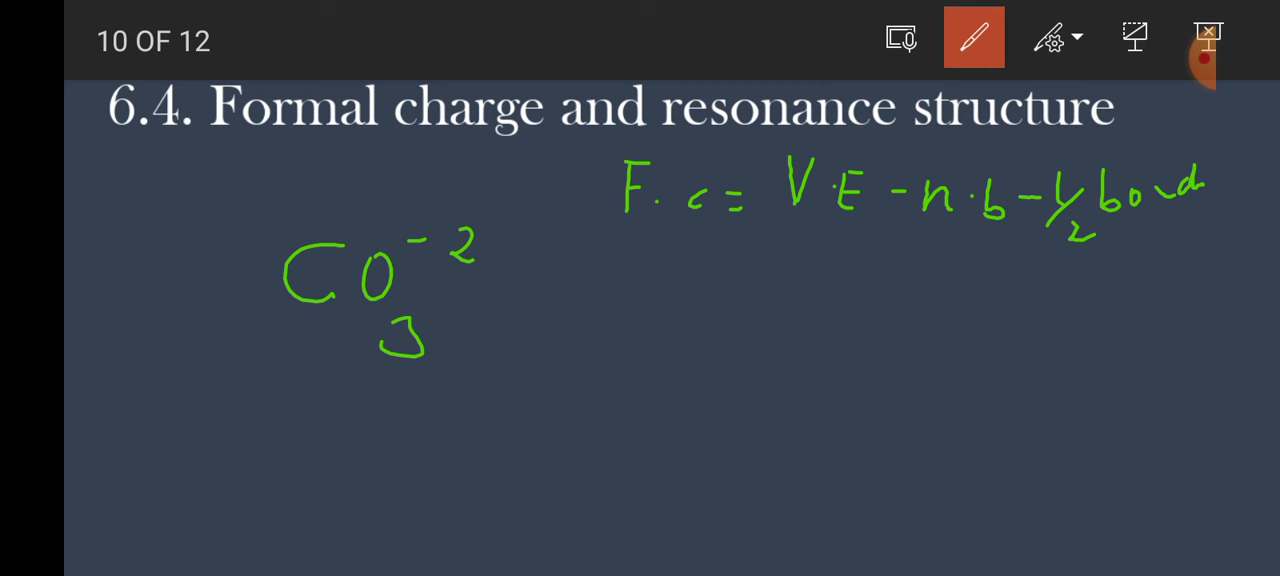 10 OF 12
6.4. Formal charge and resonance structure
F. c = V.E - n.b - 1/2 bond
CO3^-2